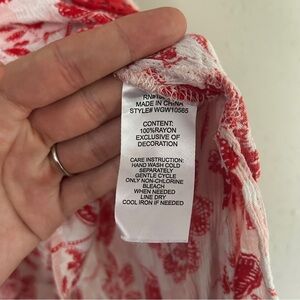 MADE IN CHINA
STYLE# WGW10565
CONTENT:
100%RAYON
EXCLUSIVE OF
DECORATION
CARE INSTRUCTION:
HAND WASH COLD
SEPARATELY
GENTLE CYCLE
ONLY NON-CHLORINE
BLEACH
WHEN NEEDED
LINE DRY
COOL IRON IF NEEDED